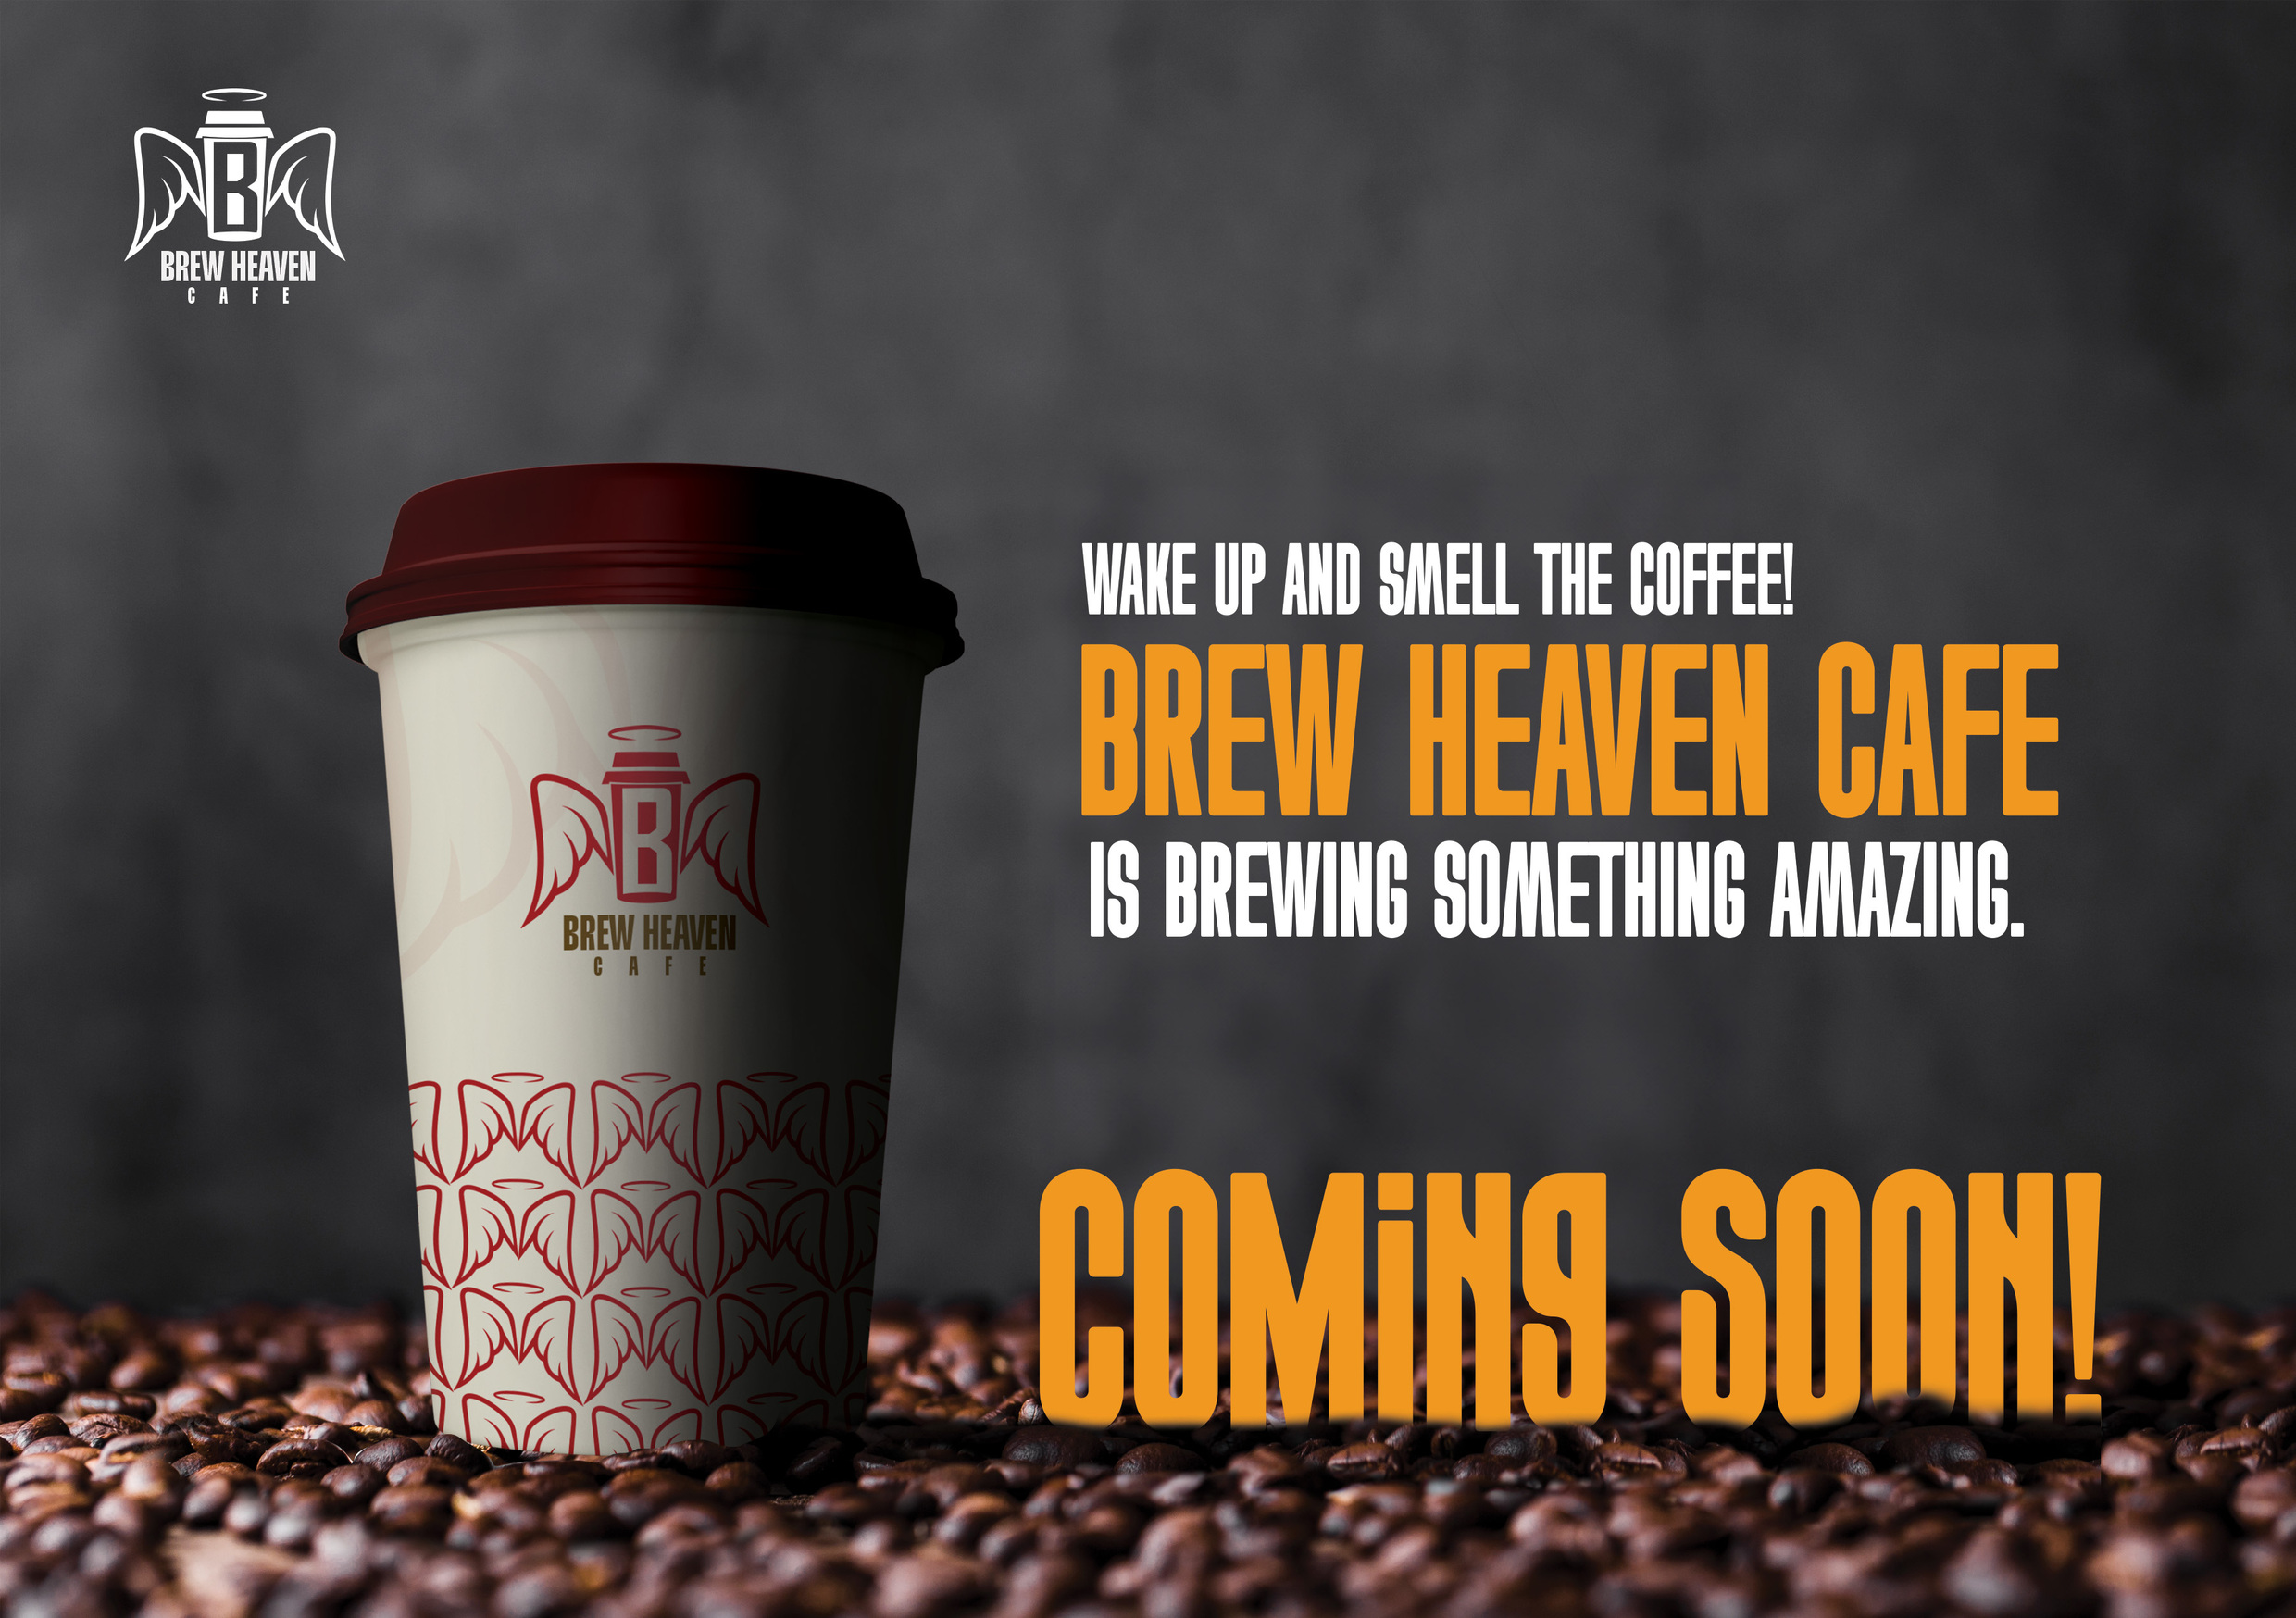 B
BREW HEAVEN
CAFE
WAKE UP AND SMELL THE COFFEE!
BREW HEAVEN CAFE
IS BREWING SOMETHING AMAZING.
B
BREW HEAVEN
CAFE
COMing SOON!